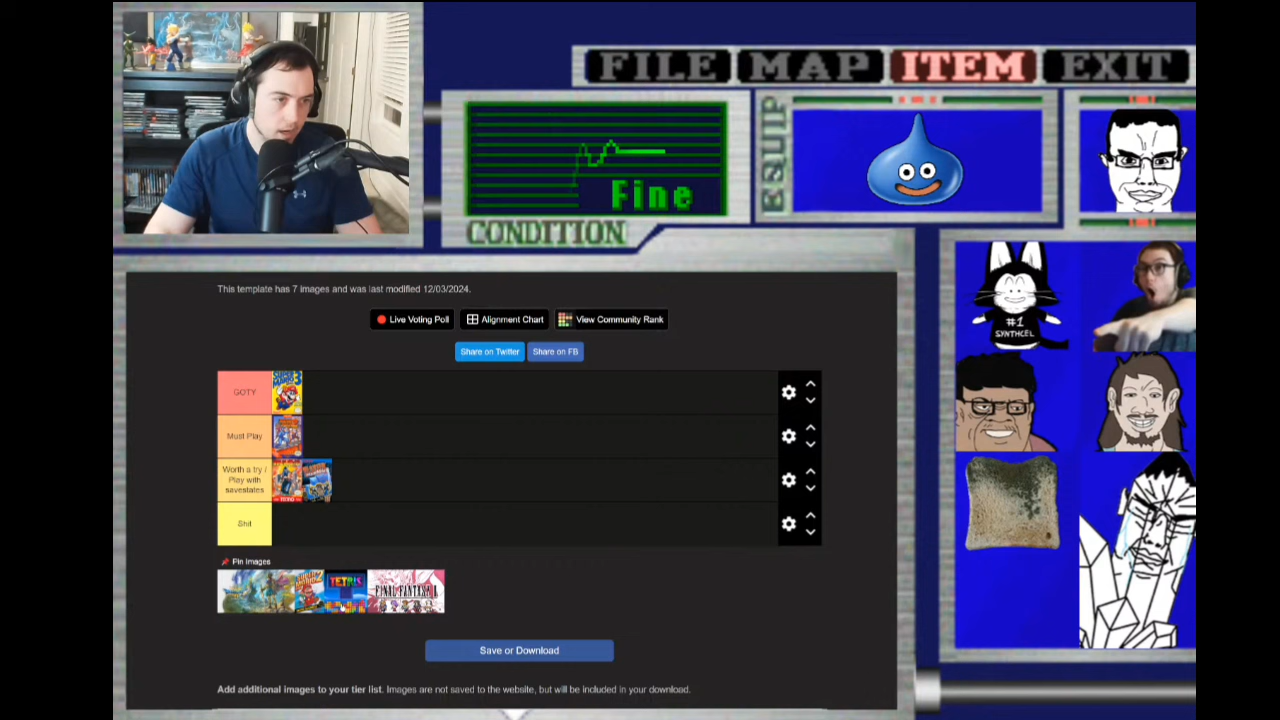 FILE MAP ITEM EXIT
EQUIP
Fine
CONDITION
#1
SYNTHCEL
This template has 7 images and was last modified 12/03/2024.
Live Voting Poll Alignment Chart View Community Rank
Share on Twitter Share on FB
GOTY
Must Play
Worth a try /
Play with
savestates
Shit
Pin Images
TETRIS FINAL FANTASY
Save or Download
Add additional images to your tier list. Images are not saved to the website, but will be included in your download.